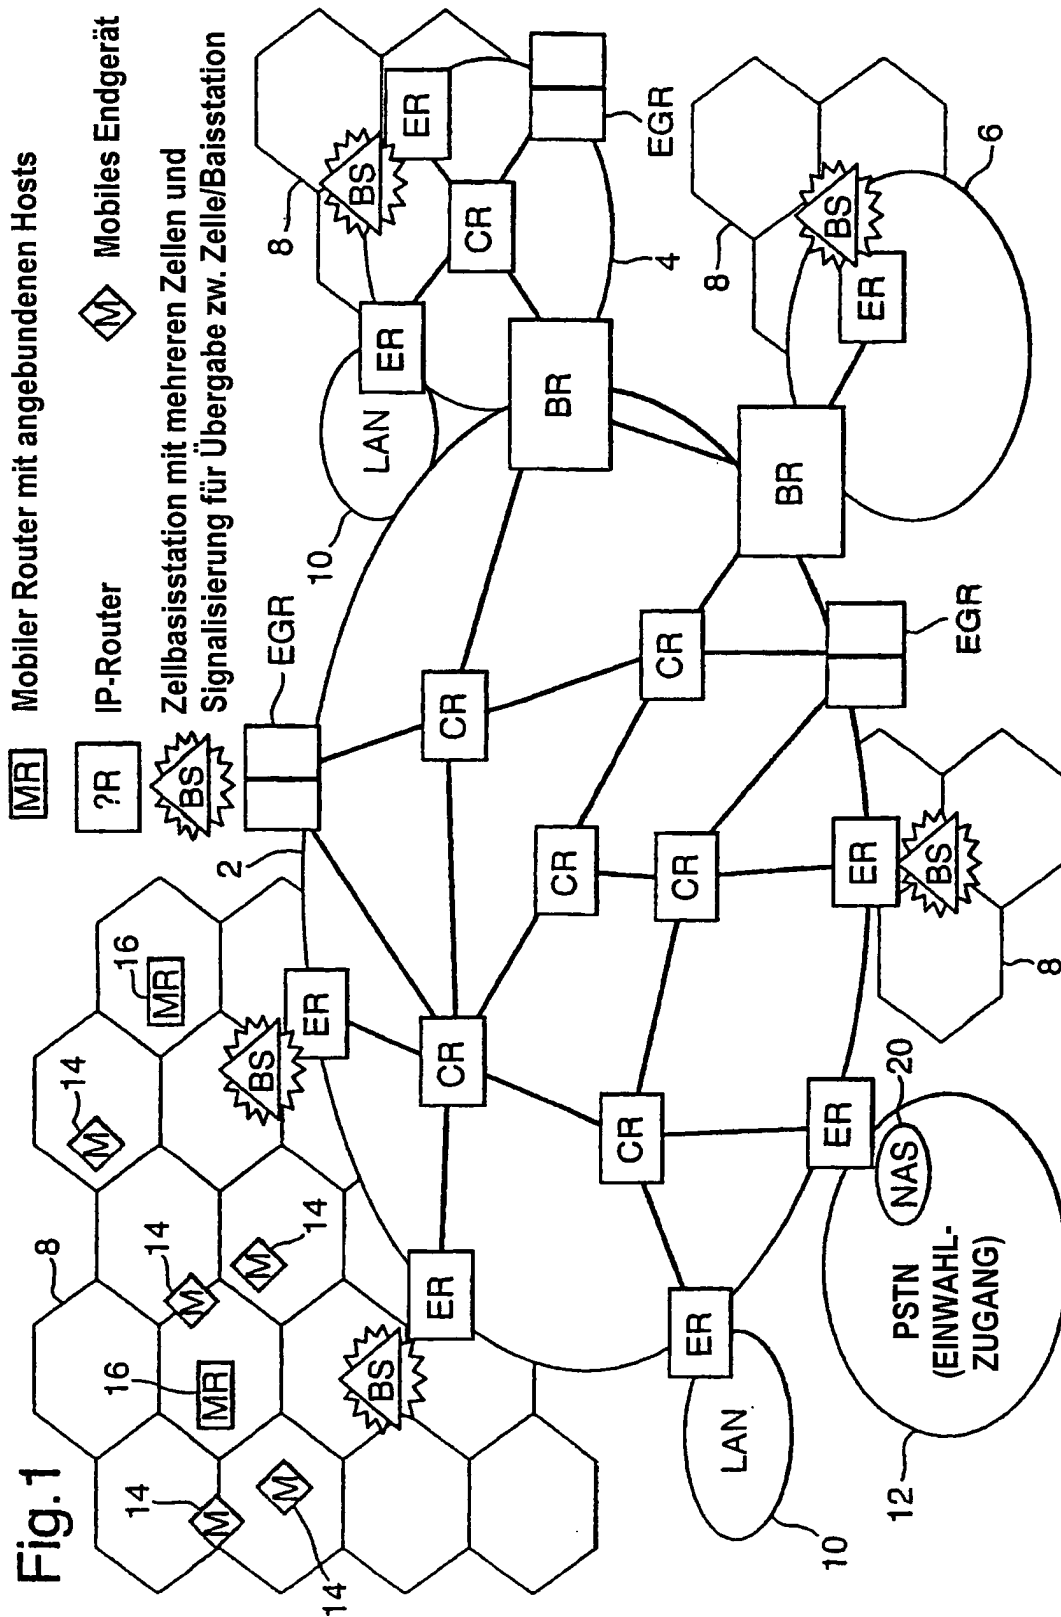 Fig.1
MR Mobiler Router mit angebundenen Hosts
?R IP-Router
M Mobiles Endgerät
BS Zellbasisstation mit mehreren Zellen und
Signalisierung für Übergabe zw. Zelle/Baisstation
8
14
M
14
M
16
MR
14
M
14
M
14
M
16
MR
BS
BS
2
EGR
ER
ER
10
LAN
ER
8
BS
ER
CR
EGR
4
BR
CR
CR
CR
CR
CR
CR
BR
8
BS
ER
6
10
LAN
ER
ER
20
NAS
12
PSTN
(EINWAHL-
ZUGANG)
ER
BS
8
EGR